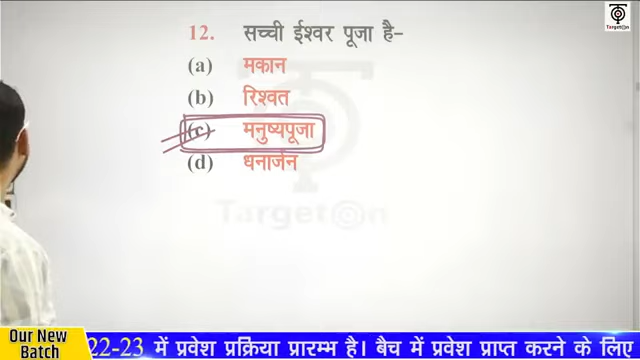 Target n
12. सच्ची ईश्वर पूजा है-
(a) मकान
(b) रिश्वत
(c) मनुष्यपूजा
(d) धनार्जन
Target n
Our New
Batch
22-23 में प्रवेश प्रक्रिया प्रारम्भ है। बैच में प्रवेश प्राप्त करने के लिए